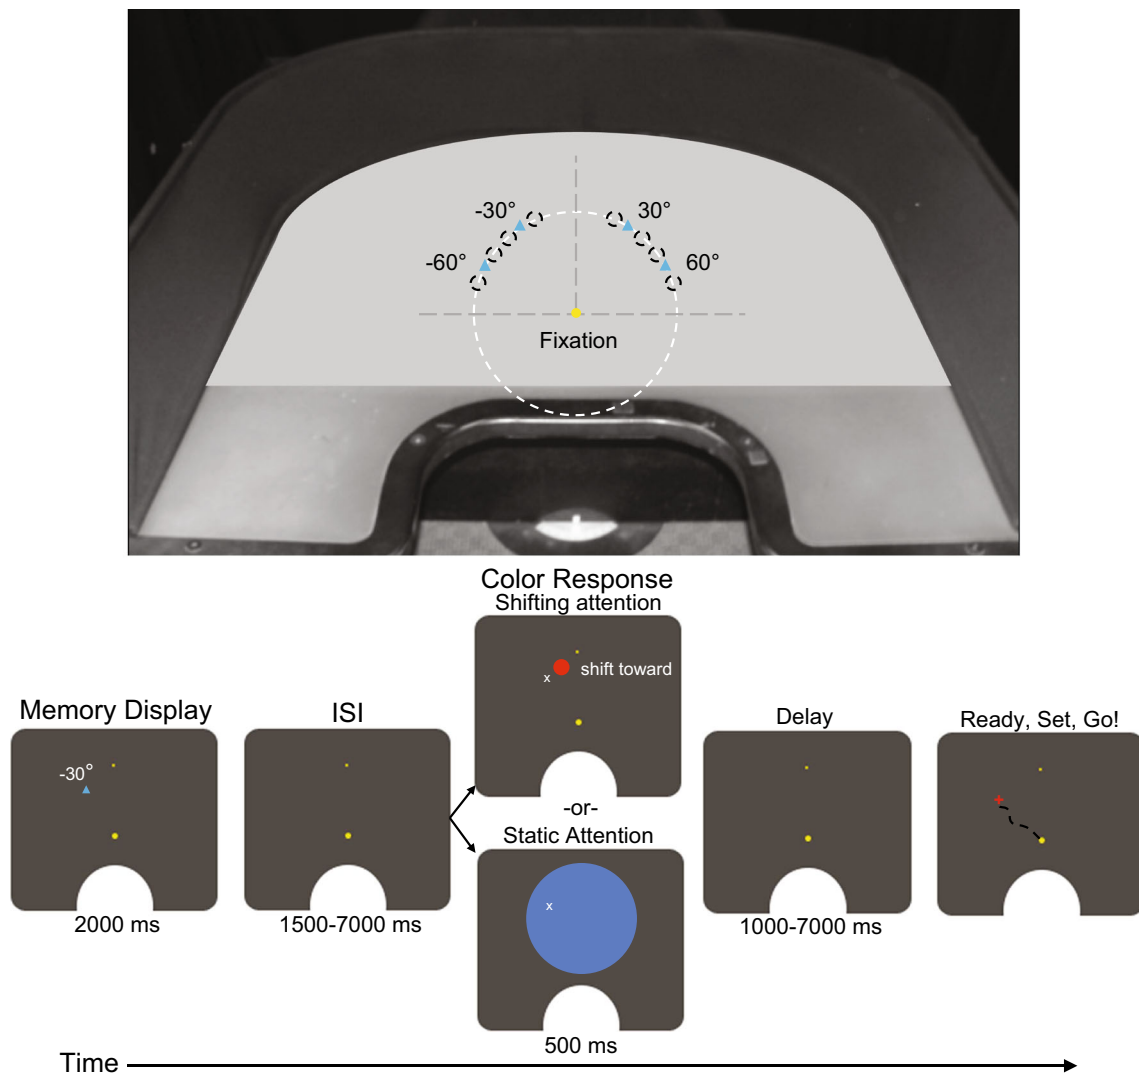 -30°
30°
-60°
60°
Fixation
Color Response
Shifting attention
x
shift toward
Memory Display
-30°
2000 ms
ISI
1500-7000 ms
-or-
Static Attention
x
500 ms
Delay
1000-7000 ms
Ready, Set, Go!
Time